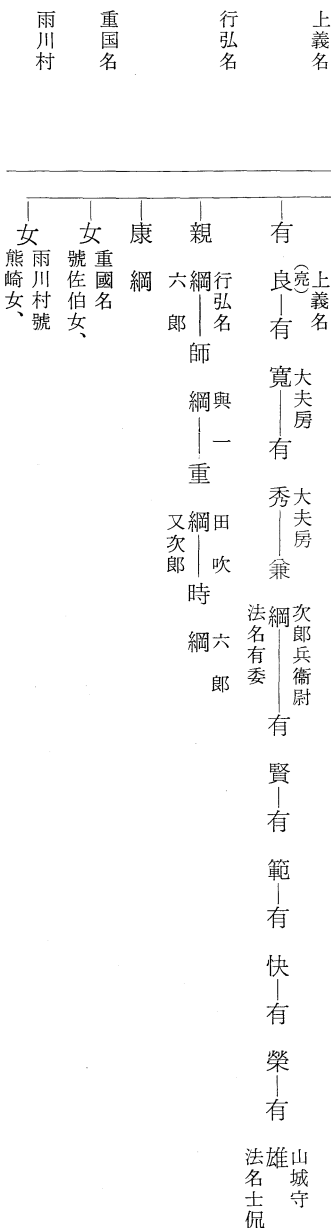 上義名
行弘名
重国名
雨川村
上義名
(亮)
有良―有寬―有秀―兼綱―有賢―有範―有快―有榮―有雄
大夫房
大夫房
次郎兵衞尉
法名有委
山城守
法名士侃
行弘名
親綱―師綱―重綱―時綱
六郎
與一
田吹
又次郎
六郎
康綱
重國名
女
號佐伯女、
雨川村號
女
熊崎女、